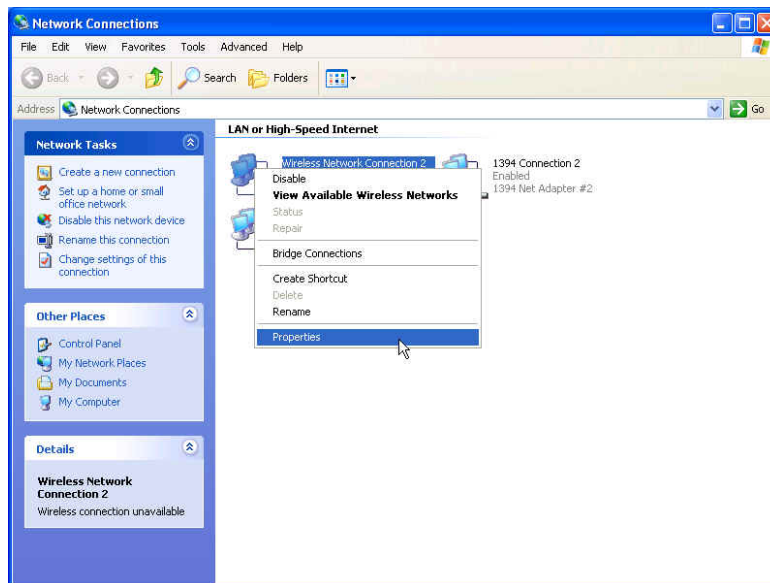 Network Connections
File Edit View Favorites Tools Advanced Help
Back Search Folders
Address Network Connections Go
Network Tasks
Create a new connection
Set up a home or small
office network
Disable this network device
Rename this connection
Change settings of this
connection
Other Places
Control Panel
My Network Places
My Documents
My Computer
Details
Wireless Network
Connection 2
Wireless connection unavailable
LAN or High-Speed Internet
Wireless Network Connection 2
1394 Connection 2
Enabled
1394 Net Adapter #2
Disable
View Available Wireless Networks
Status
Repair
Bridge Connections
Create Shortcut
Delete
Rename
Properties